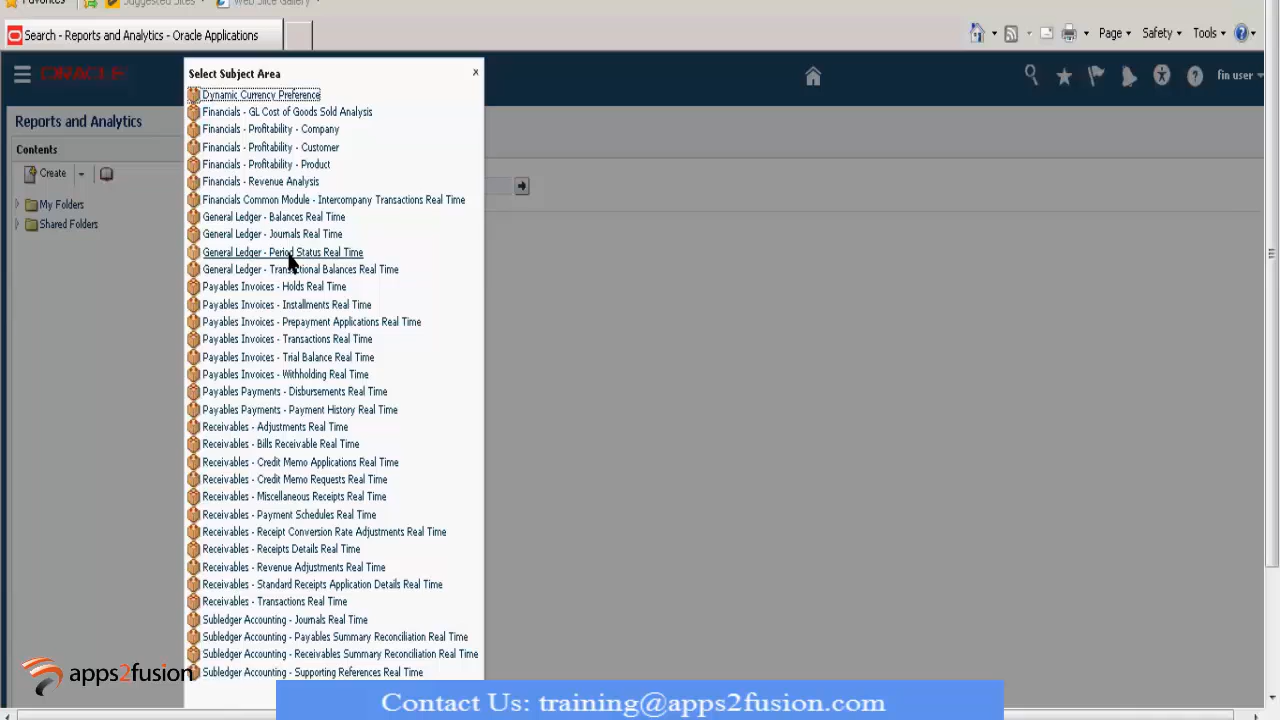 Favorites
Suggested Sites
Web Slice Gallery
Search - Reports and Analytics - Oracle Applications
Page
Safety
Tools
ORACLE
fin user
Reports and Analytics
Contents
Create
My Folders
Shared Folders
Select Subject Area
x
Dynamic Currency Preference
Financials - GL Cost of Goods Sold Analysis
Financials - Profitability - Company
Financials - Profitability - Customer
Financials - Profitability - Product
Financials - Revenue Analysis
Financials Common Module - Intercompany Transactions Real Time
General Ledger - Balances Real Time
General Ledger - Journals Real Time
General Ledger - Period Status Real Time
General Ledger - Transactional Balances Real Time
Payables Invoices - Holds Real Time
Payables Invoices - Installments Real Time
Payables Invoices - Prepayment Applications Real Time
Payables Invoices - Transactions Real Time
Payables Invoices - Trial Balance Real Time
Payables Invoices - Withholding Real Time
Payables Payments - Disbursements Real Time
Payables Payments - Payment History Real Time
Receivables - Adjustments Real Time
Receivables - Bills Receivable Real Time
Receivables - Credit Memo Applications Real Time
Receivables - Credit Memo Requests Real Time
Receivables - Miscellaneous Receipts Real Time
Receivables - Payment Schedules Real Time
Receivables - Receipt Conversion Rate Adjustments Real Time
Receivables - Receipts Details Real Time
Receivables - Revenue Adjustments Real Time
Receivables - Standard Receipts Application Details Real Time
Receivables - Transactions Real Time
Subledger Accounting - Journals Real Time
Subledger Accounting - Payables Summary Reconciliation Real Time
Subledger Accounting - Receivables Summary Reconciliation Real Time
Subledger Accounting - Supporting References Real Time
apps2fusion
Contact Us: training@apps2fusion.com